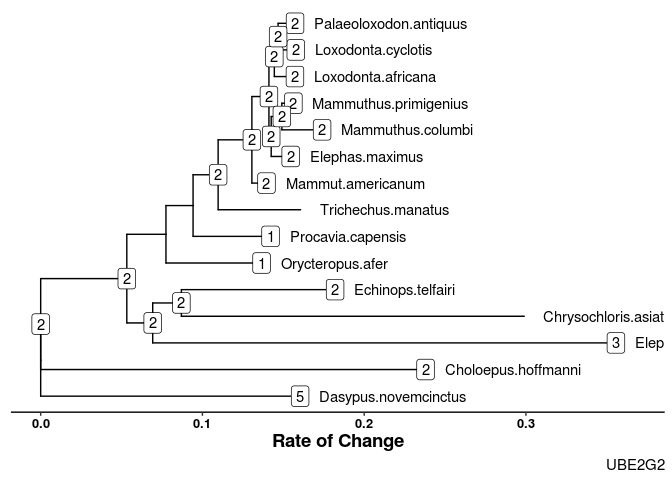 2 Palaeoloxodon.antiquus
2
2 Loxodonta.cyclotis
2
2 Loxodonta.africana
2
2 Mammuthus.primigenius
2
2 Mammuthus.columbi
2 2
2 Elephas.maximus
2 Mammut.americanum
2
Trichechus.manatus
1 Procavia.capensis
1 Orycteropus.afer
2
2 Echinops.telfairi
2
Chrysochloris.asiat
2 2
3 Elep
2 Choloepus.hoffmanni
5 Dasypus.novemcinctus
0.0 0.1 0.2 0.3
Rate of Change
UBE2G2